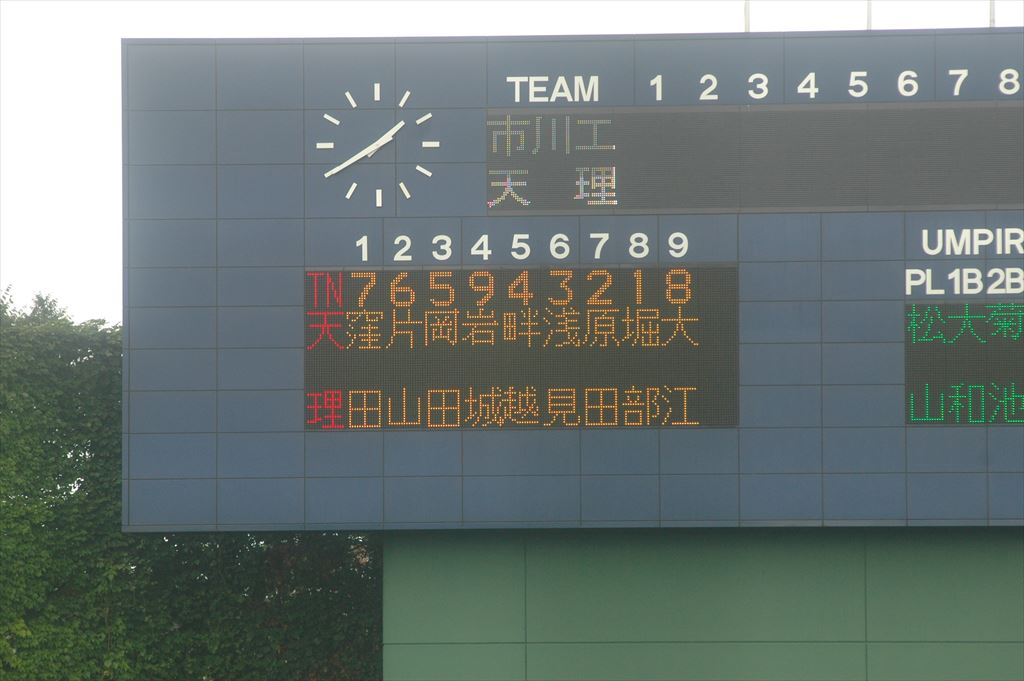 TEAM 1 2 3 4 5 6 7 8
市川工
天 理
1 2 3 4 5 6 7 8 9
TN 7 6 5 9 4 3 2 1 8
天 窪 片 岡 岩 畔 浅 原 堀 大
理 田 山 田 城 越 見 田 部 江
UMPIR
PL 1B 2B
松 大 菊
山 和 池